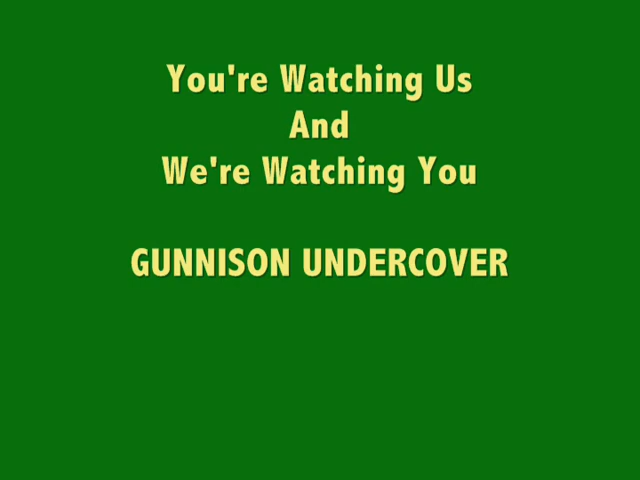 You're Watching Us
And
We're Watching You
GUNNISON UNDERCOVER